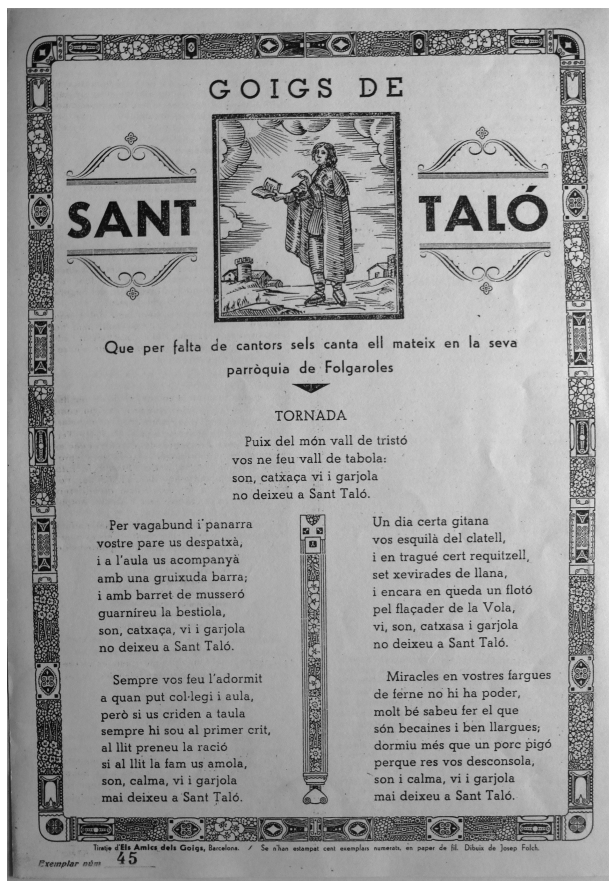 GOIGS DE
SANT TALÓ
Que per falta de cantors sels canta ell mateix en la seva
parròquia de Folgaroles
TORNADA
Puix del món vall de tristó
vos ne feu vall de tabola:
son, catxaça vi i garjola
no deixeu a Sant Taló.
Per vagabund i panarra
vostre pare us despatxà,
i a l'aula us acompanyà
amb una gruixuda barra;
i amb barret de musseró
guarníreu la bestiola,
son, catxaça, vi i garjola
no deixeu a Sant Taló.
Sempre vos feu l'adormit
a quan put col·legi i aula,
però si us criden a taula
sempre hi sou al primer crit,
al llit preneu la ració
si al llit la fam us amola,
son, calma, vi i garjola
mai deixeu a Sant Taló.
Un dia certa gitana
vos esquilà del clatell,
i en tragué cert requitzell,
set xevirades de llana,
i encara en queda un flotó
pel flaçader de la Vola,
vi, son, catxasa i garjola
no deixeu a Sant Taló.
Miracles en vostres fargues
de ferne no hi ha poder,
molt bé sabeu fer el que
són becaines i ben llargues;
dormiu més que un porc pigó
perque res vos desconsola,
son i calma, vi i garjola
mai deixeu a Sant Taló.
Tiratje d'Els Amics dels Goigs, Barcelona. / Se n'han estampat cent exemplars numerats, en paper de fil. Dibuix de Josep Folch.
Exemplar núm 45